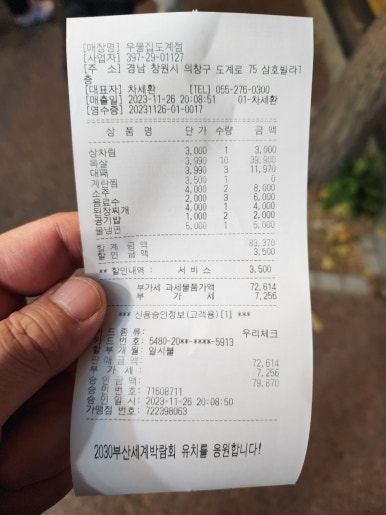 [매장명] 우물집도계점
[사업자] 397-29-01127
[주 소] 경남 창원시 의창구 도계로 75 삼호빌라1
층
[대표자] 차세환 [TEL] 055-276-0300
[매출일] 2023-11-26 20:08:51 01-차세환
[영수증] 20231126-01-0017
상 품 명 단 가 수량 금 액
상차림 3,000 1 3,000
목살 3,990 10 39,900
대패 3,990 3 11,970
계란찜 3,500 1 0
소주 4,000 2 8,000
음료수 2,000 3 6,000
된장찌개 4,000 1 4,000
공기밥 1,000 2 2,000
물냉면 5,000 1 5,000
합 계 금 액 83,370
할 인 금 액 3,500
** 할인내역 : 서 비 스 3,500
부가세 과세물품가액 72,614
부 가 세 7,256
*** 신용승인정보(고객용)[1] ***
카드종류: 우리체크
카드번호: 5480-20**-****-5913
할부개월: 일시불
판매금액: 72,614
부 가 세: 7,256
승인금액: 79,870
승인번호: 71608711
승인일시: 2023-11-26 20:08:50
가맹점 번호: 722398063
2030부산세계박람회 유치를 응원합니다!